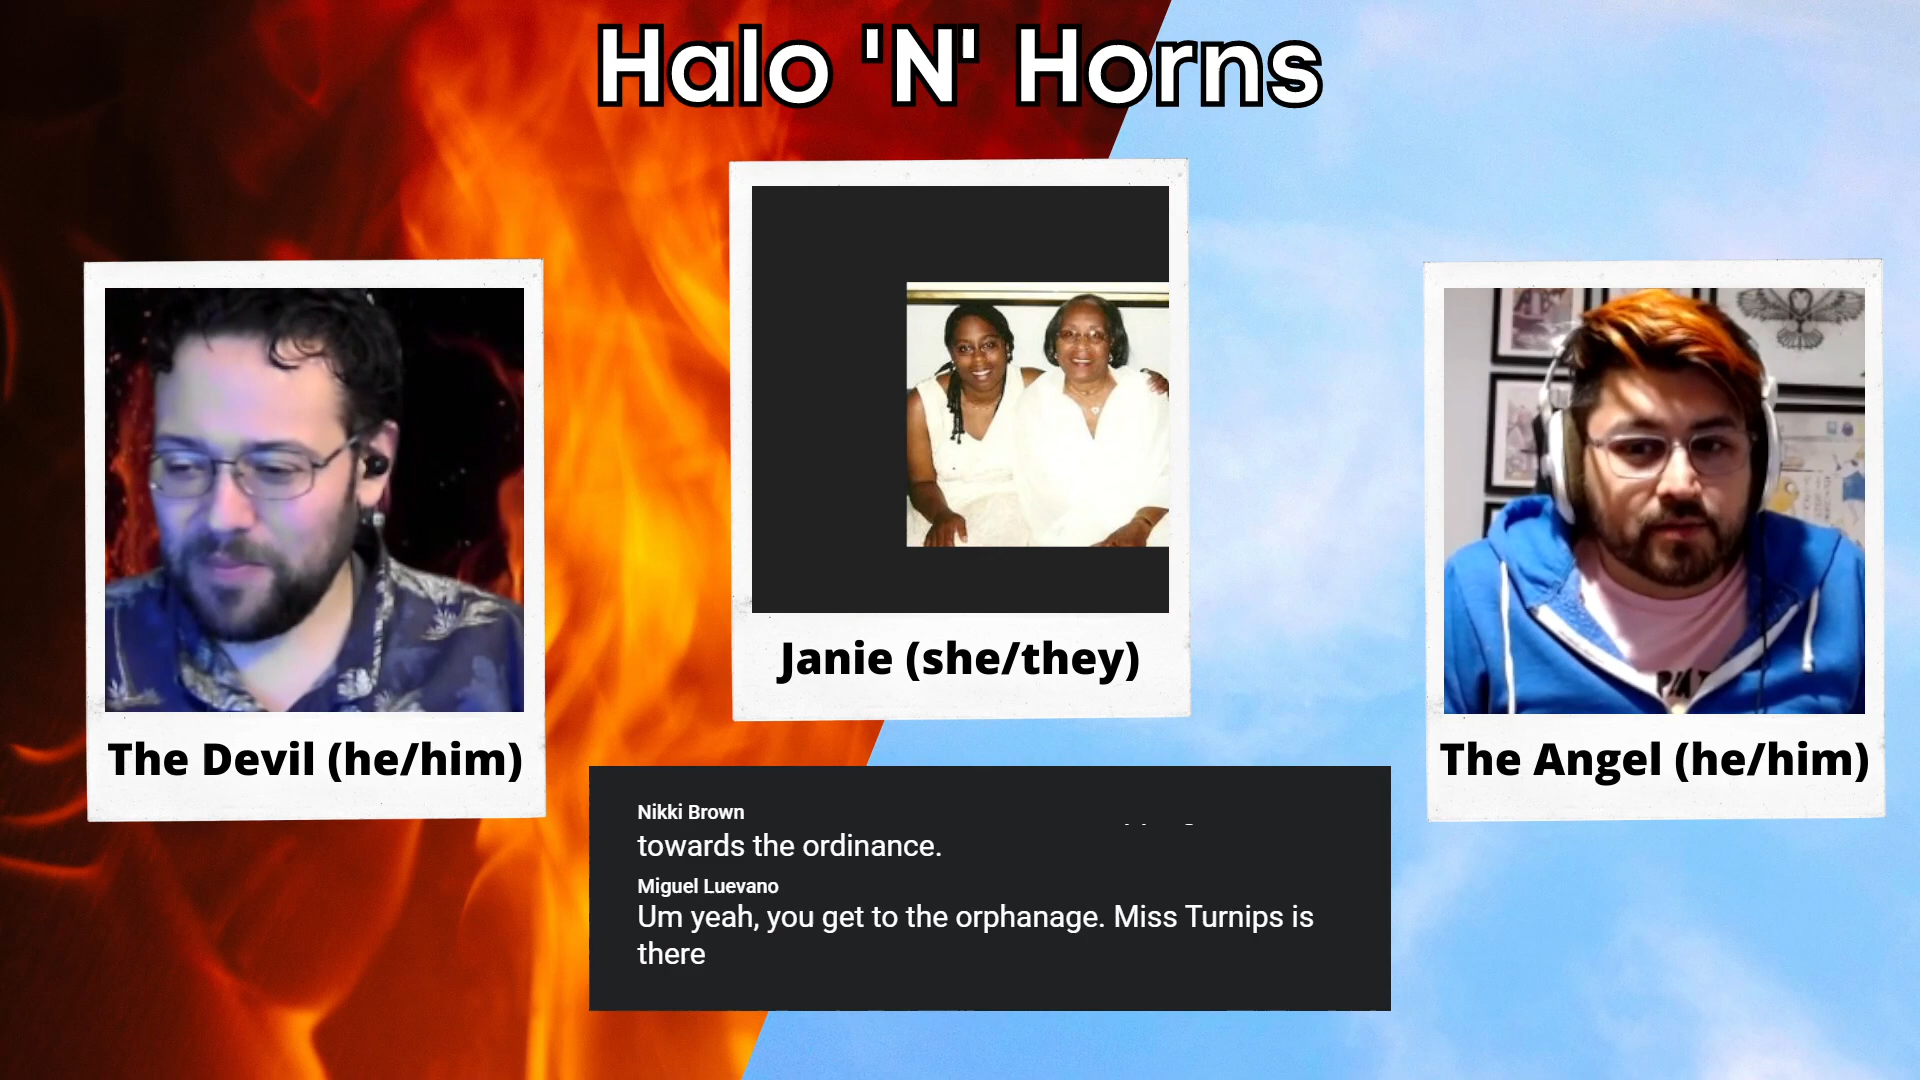 Halo 'N' Horns
Janie (she/they)
The Devil (he/him)
The Angel (he/him)
Nikki Brown
towards the ordinance.
Miguel Luevano
Um yeah, you get to the orphanage. Miss Turnips is
there